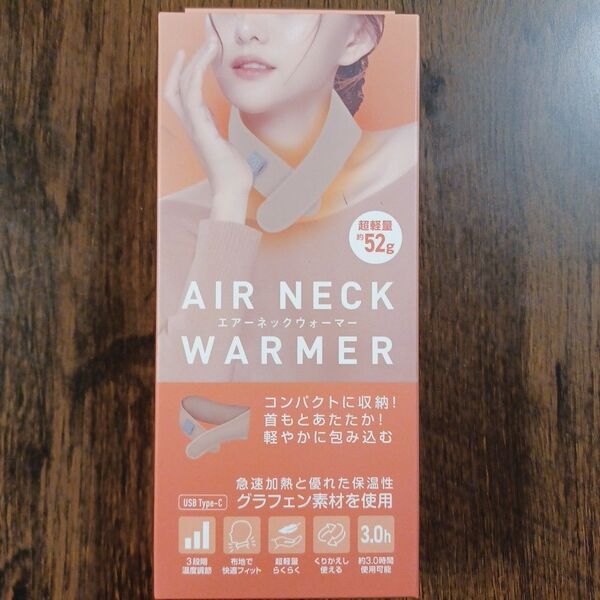 超軽量
約52g
AIR NECK
エアーネックウォーマー
WARMER
コンパクトに収納!
首もとあたたか!
軽やかに包み込む
急速加熱と優れた保温性
USB Type-C
グラフェン素材を使用
3段階
温度調節
布地で
快適フィット
超軽量
らくらく
くりかえし
使える
3.0h
約3.0時間
使用可能